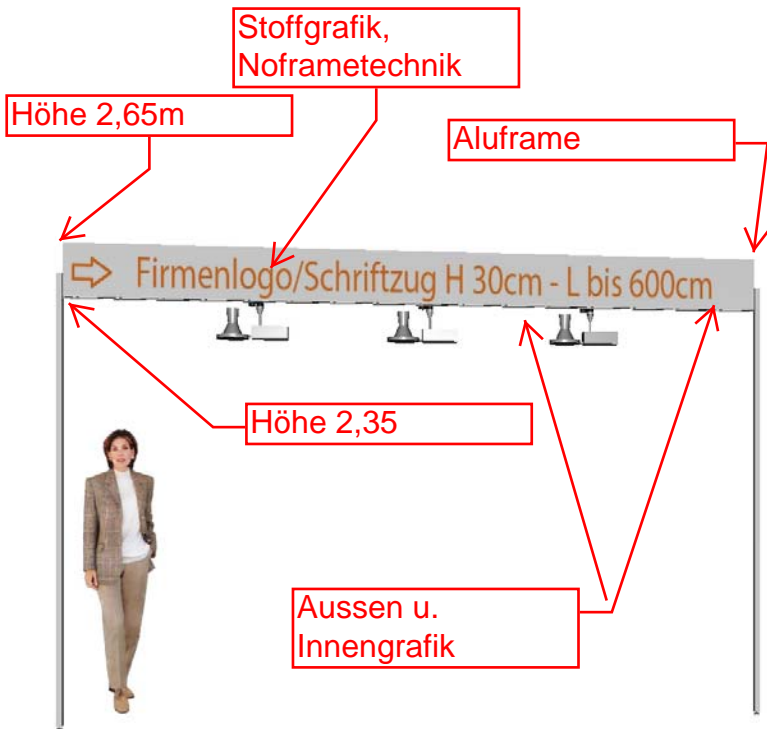 Stoffgrafik,
Noframetechnik
Höhe 2,65m
Aluframe
Firmenlogo/Schriftzug H 30cm - L bis 600cm
Höhe 2,35
Aussen u.
Innengrafik